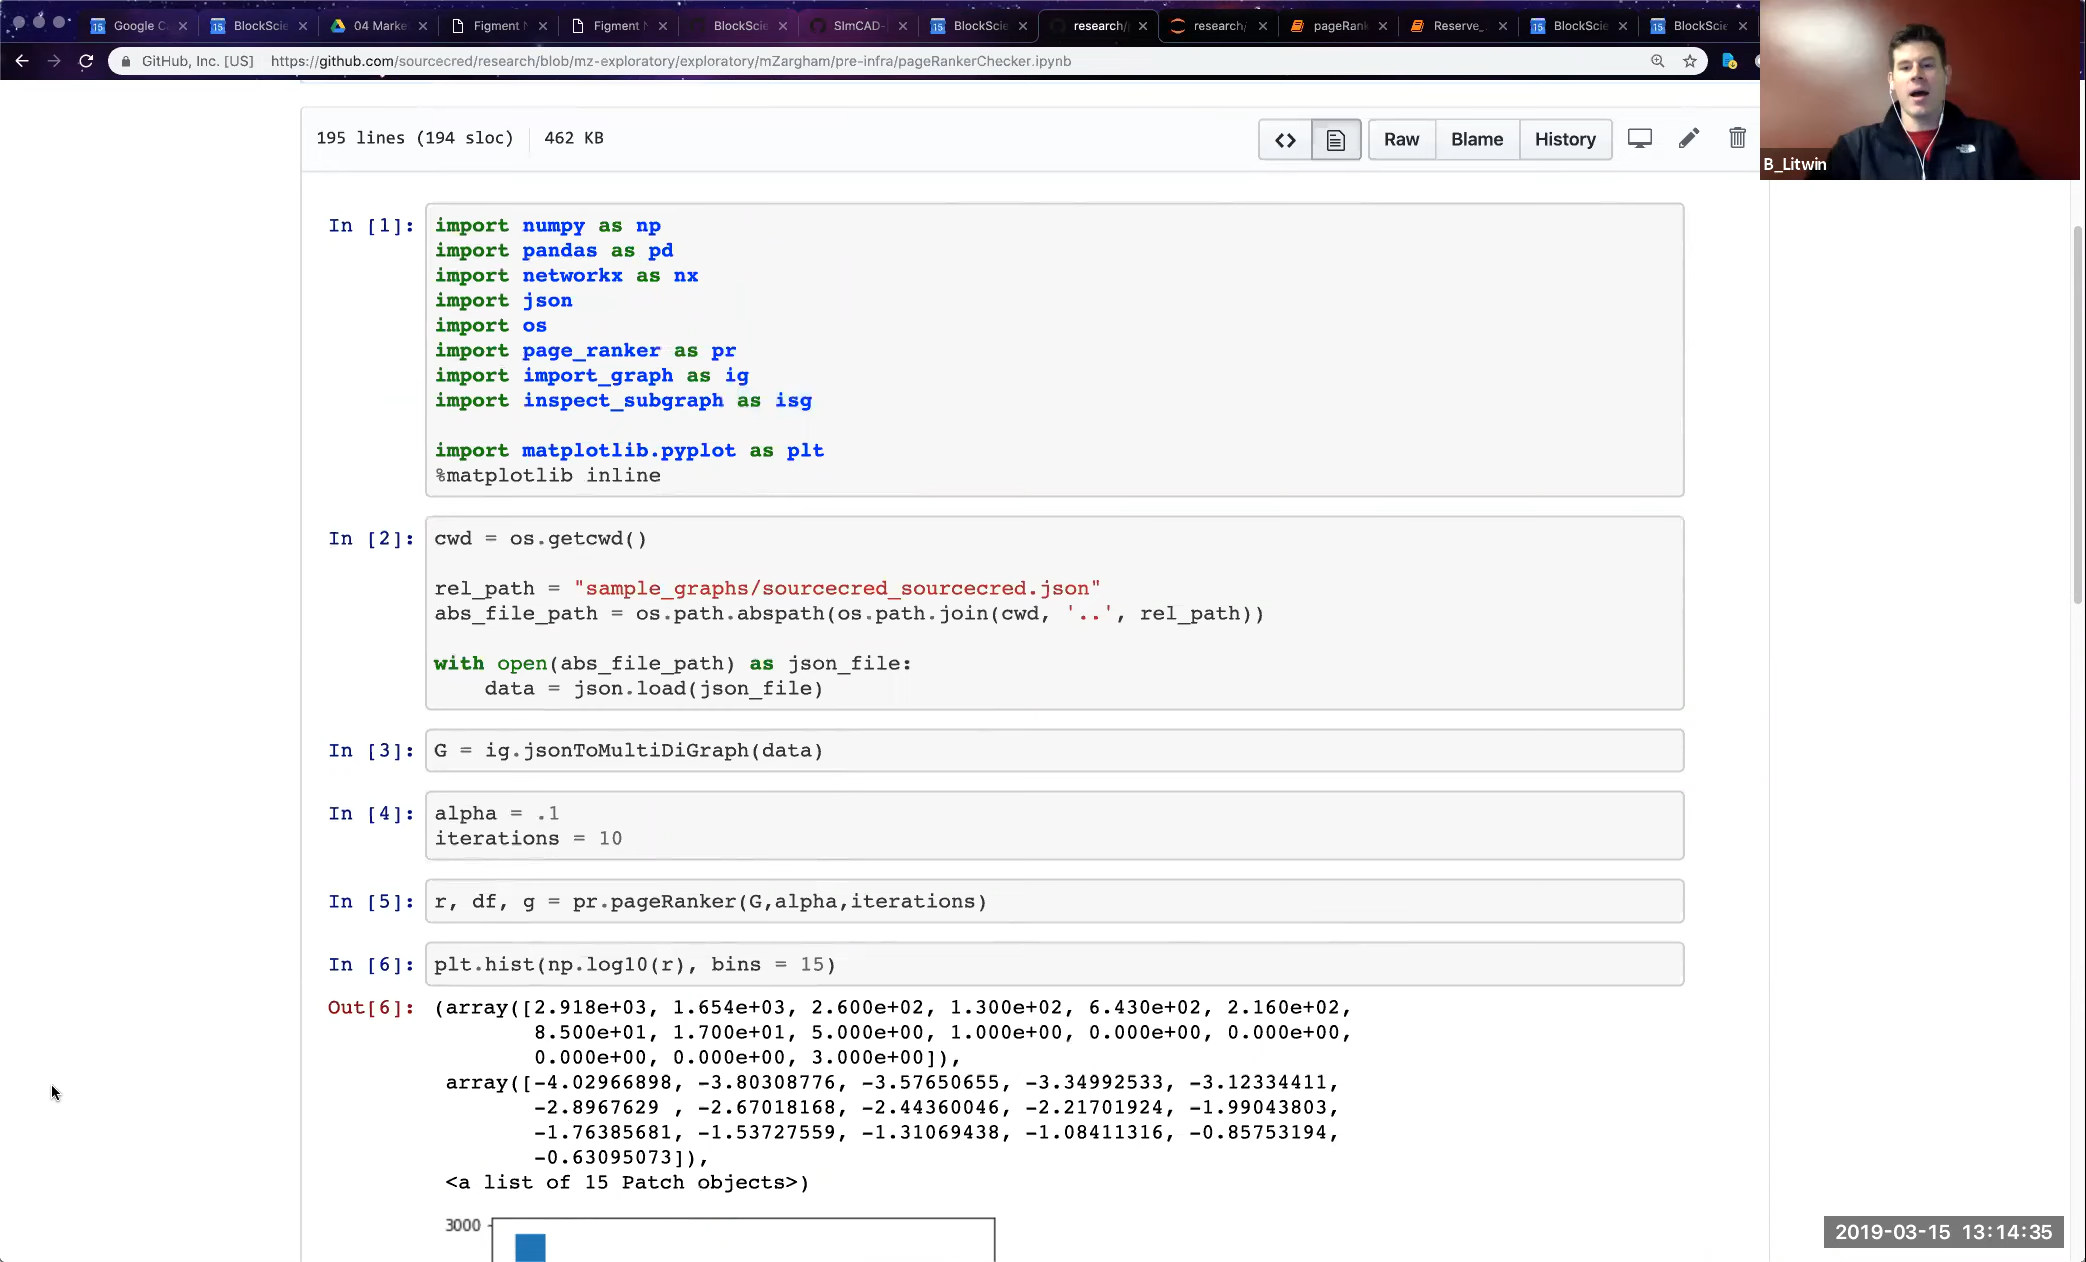 Google C
BlockScie
04 Marke
Figment N
Figment N
BlockScie
SImCAD-
BlockScie
research/p
research/
pageRank
Reserve_
BlockScie
BlockScie
GitHub, Inc. [US] https://github.com/sourcecred/research/blob/mz-exploratory/exploratory/mZargham/pre-infra/pageRankerChecker.ipynb
B_Litwin
195 lines (194 sloc) 462 KB
Raw Blame History
In [1]: import numpy as np
import pandas as pd
import networkx as nx
import json
import os
import page_ranker as pr
import import_graph as ig
import inspect_subgraph as isg
import matplotlib.pyplot as plt
%matplotlib inline
In [2]: cwd = os.getcwd()
rel_path = "sample_graphs/sourcecred_sourcecred.json"
abs_file_path = os.path.abspath(os.path.join(cwd, '..', rel_path))
with open(abs_file_path) as json_file:
data = json.load(json_file)
In [3]: G = ig.jsonToMultiDiGraph(data)
In [4]: alpha = .1
iterations = 10
In [5]: r, df, g = pr.pageRanker(G,alpha,iterations)
In [6]: plt.hist(np.log10(r), bins = 15)
Out[6]: (array([2.918e+03, 1.654e+03, 2.600e+02, 1.300e+02, 6.430e+02, 2.160e+02,
8.500e+01, 1.700e+01, 5.000e+00, 1.000e+00, 0.000e+00, 0.000e+00,
0.000e+00, 0.000e+00, 3.000e+00]),
array([-4.02966898, -3.80308776, -3.57650655, -3.34992533, -3.12334411,
-2.8967629 , -2.67018168, -2.44360046, -2.21701924, -1.99043803,
-1.76385681, -1.53727559, -1.31069438, -1.08411316, -0.85753194,
-0.63095073]),
<a list of 15 Patch objects>)
3000
2019-03-15 13:14:35